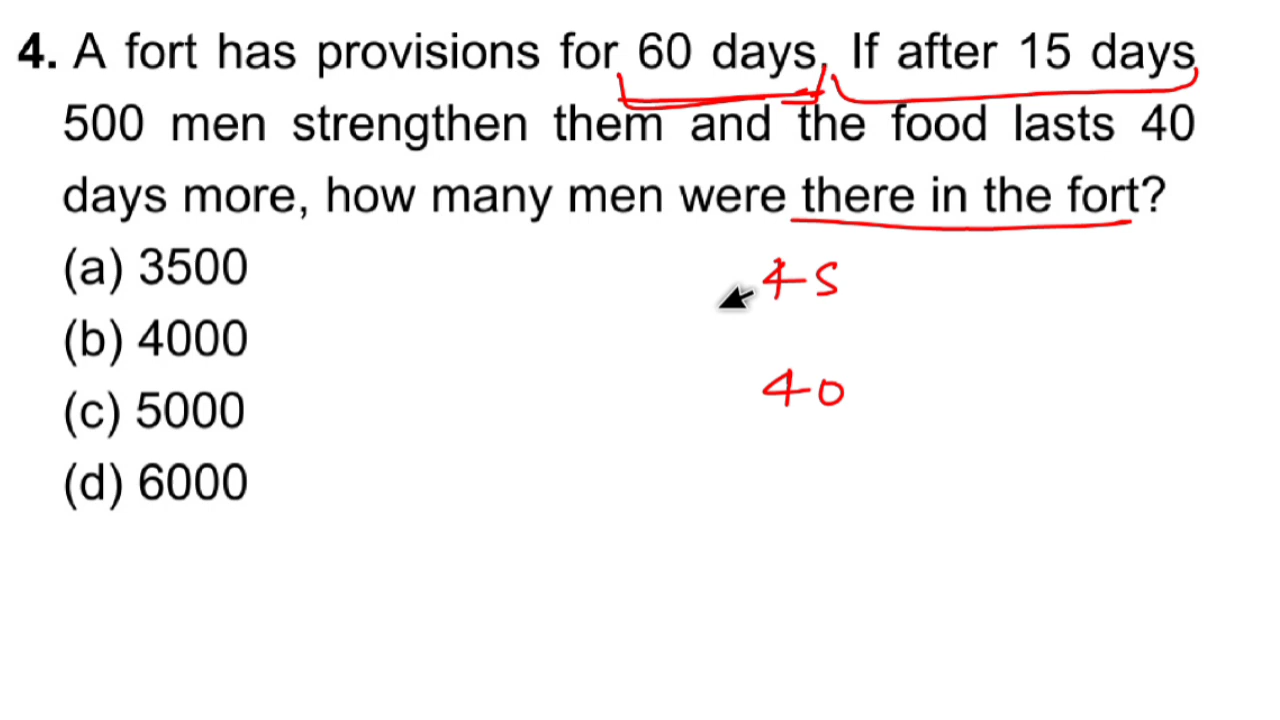 4. A fort has provisions for 60 days, If after 15 days
500 men strengthen them and the food lasts 40
days more, how many men were there in the fort?
(a) 3500
45
(b) 4000
40
(c) 5000
(d) 6000